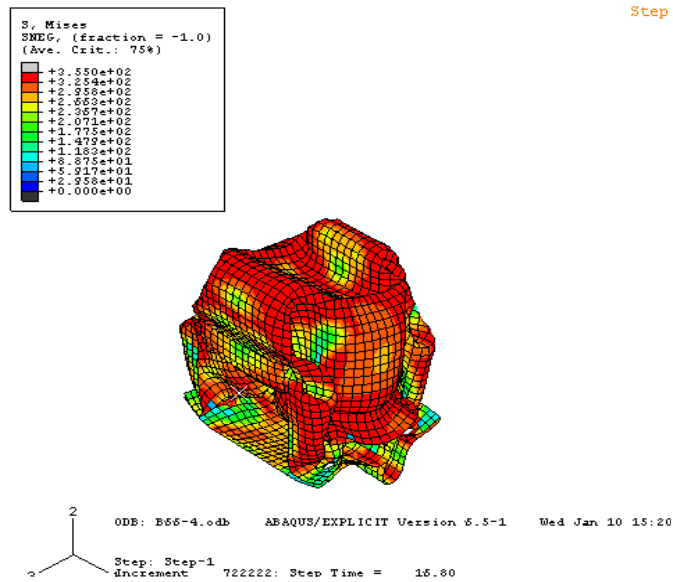 Step
S, Mises
SNEG, (fraction = -1.0)
(Ave. Crit.: 75%)
+3.550e+02
+3.254e+02
+2.958e+02
+2.663e+02
+2.367e+02
+2.071e+02
+1.775e+02
+1.479e+02
+1.183e+02
+8.875e+01
+5.917e+01
+2.958e+01
+0.000e+00
2
ODB: B66-4.odb ABAQUS/EXPLICIT Version 6.5-1 Wed Jan 10 15:20
Step: Step-1
3
Increment 722222: Step Time = 16.80